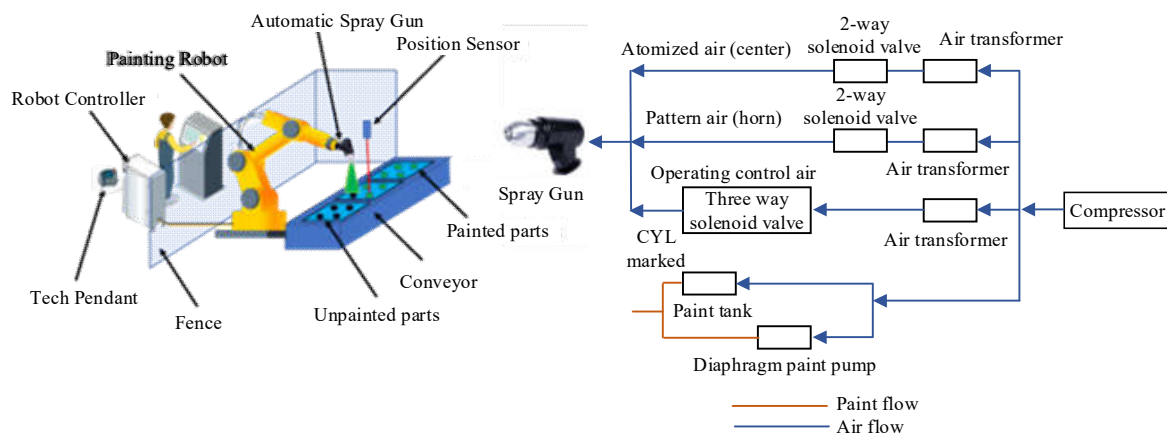 Automatic Spray Gun
Position Sensor
Painting Robot
Robot Controller
Painted parts
Conveyor
Unpainted parts
Fence
Tech Pendant
Spray Gun
Atomized air (center)
2-way
solenoid valve
Air transformer
Pattern air (horn)
2-way
solenoid valve
Air transformer
Operating control air
Three way
solenoid valve
Air transformer
Compressor
CYL
marked
Paint tank
Diaphragm paint pump
Paint flow
Air flow